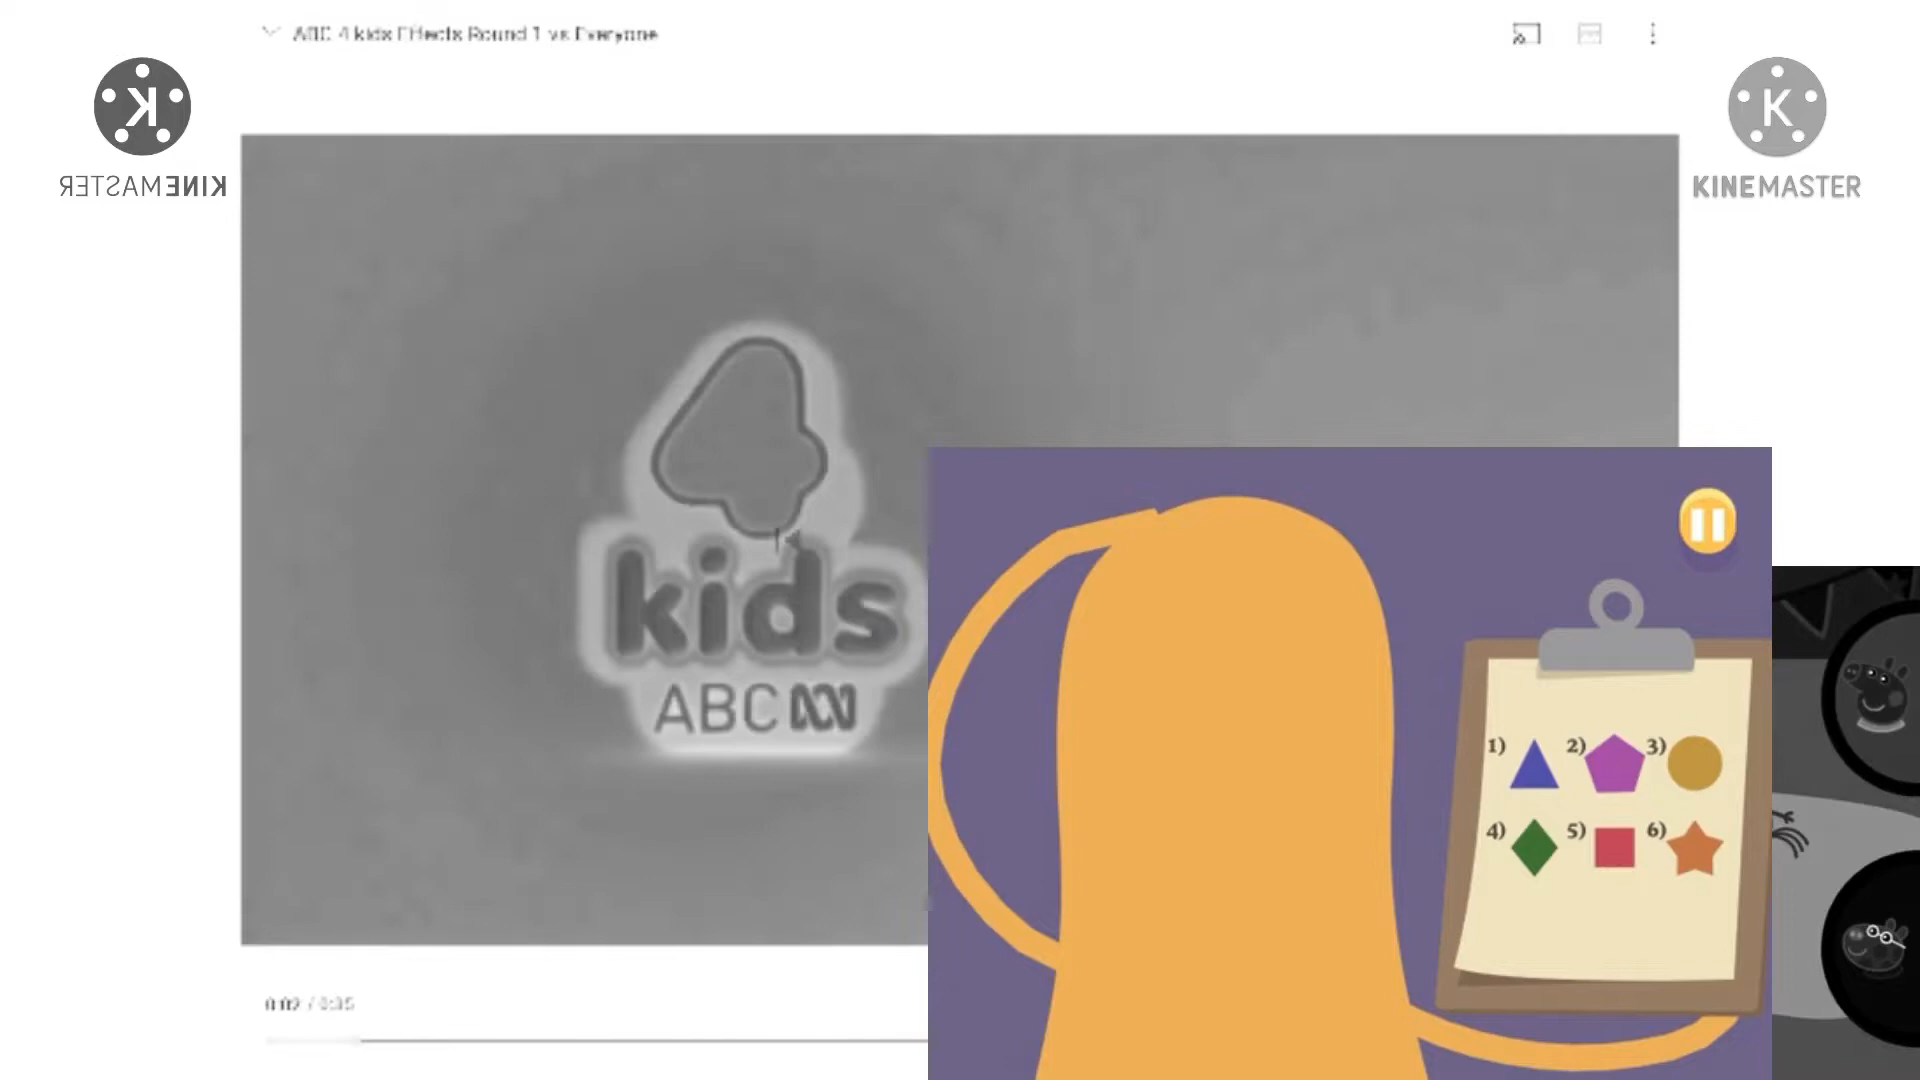 ABC 4 kids Effects Round 1 vs Everyone
KINEMASTER
KINEMASTER
kids
ABC
1) 2) 3)
4) 5) 6)
0:02 / 0:35